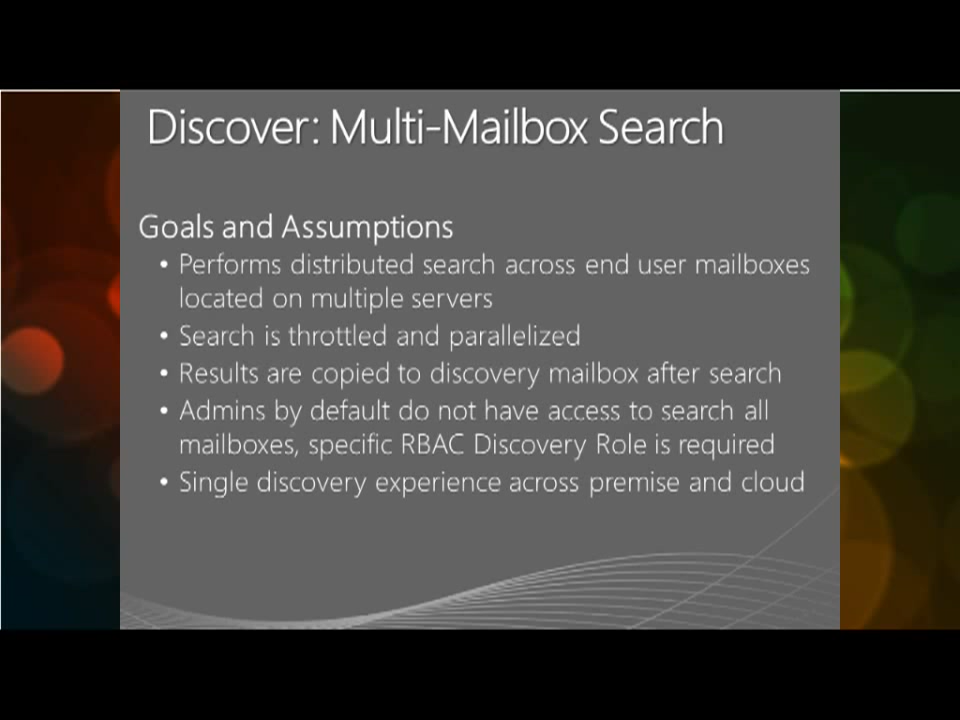 Discover: Multi-Mailbox Search
Goals and Assumptions
• Performs distributed search across end user mailboxes
located on multiple servers
• Search is throttled and parallelized
• Results are copied to discovery mailbox after search
• Admins by default do not have access to search all
mailboxes, specific RBAC Discovery Role is required
• Single discovery experience across premise and cloud